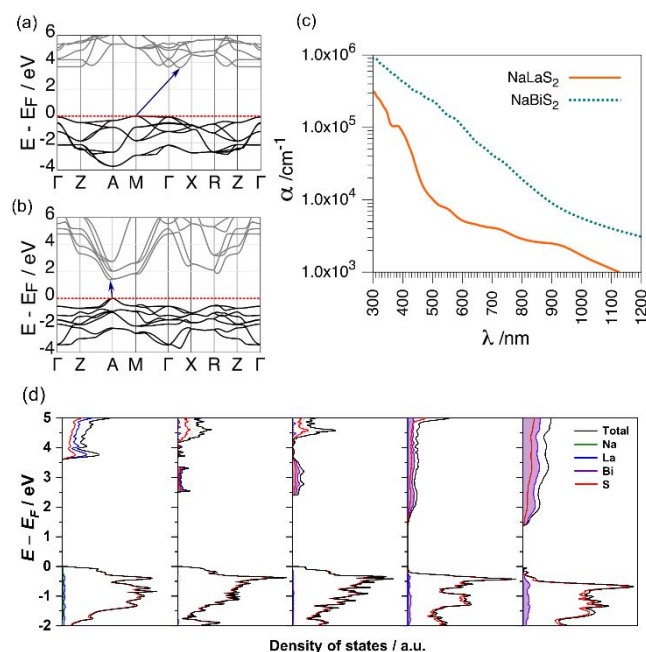 (a)
6
4
2
0
-2
-4
E - E_F / eV
Γ Z A M Γ X R Z Γ
(b)
6
4
2
0
-2
-4
E - E_F / eV
Γ Z A M Γ X R Z Γ
(c)
1.0x10^6
1.0x10^5
1.0x10^4
1.0x10^3
α /cm^-1
NaLaS_2
NaBiS_2
300 400 500 600 700 800 900 1000 1100 1200
λ /nm
(d)
5
4
3
2
1
0
-1
-2
E – E_F / eV
Total
Na
La
Bi
S
Density of states / a.u.